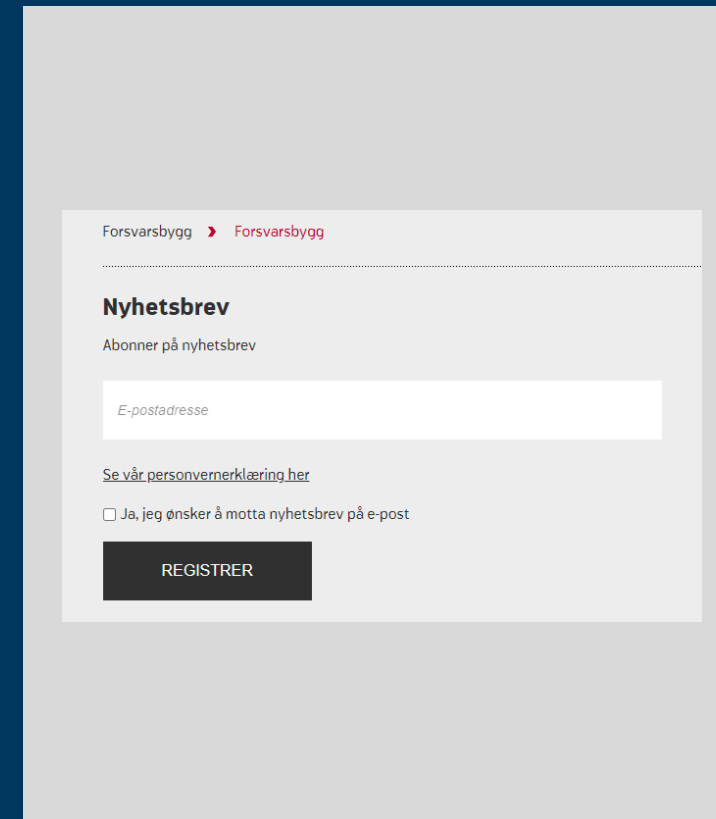 Forsvarsbygg › Forsvarsbygg
Nyhetsbrev
Abonner på nyhetsbrev
E-postadresse
Se vår personvernerklæring her
Ja, jeg ønsker å motta nyhetsbrev på e-post
REGISTRER